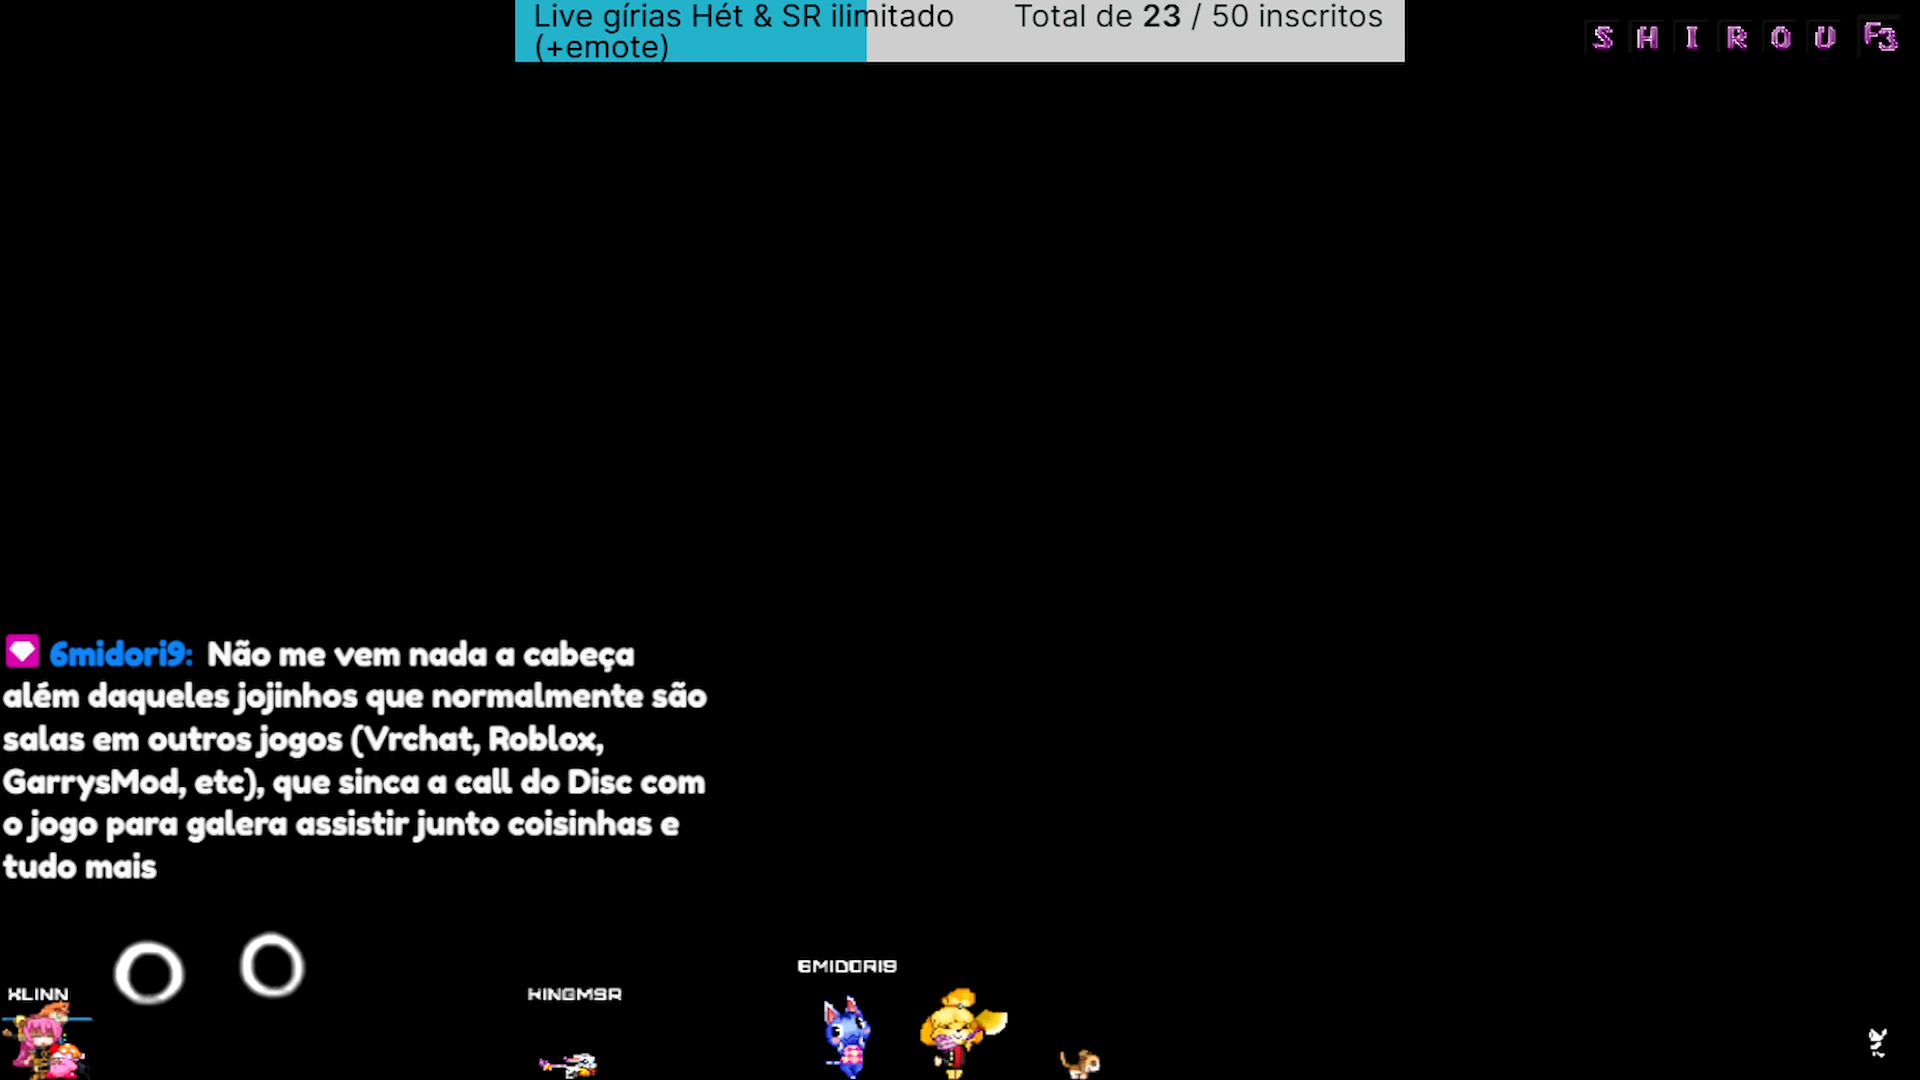 Live gírias Hét & SR ilimitado
(+emote)
Total de 23 / 50 inscritos
SHIROU F3
6midori9: Não me vem nada a cabeça
além daqueles jojinhos que normalmente são
salas em outros jogos (Vrchat, Roblox,
GarrysMod, etc), que sinca a call do Disc com
o jogo para galera assistir junto coisinhas e
tudo mais
6MIDORI9
KLINN
KINGMSR